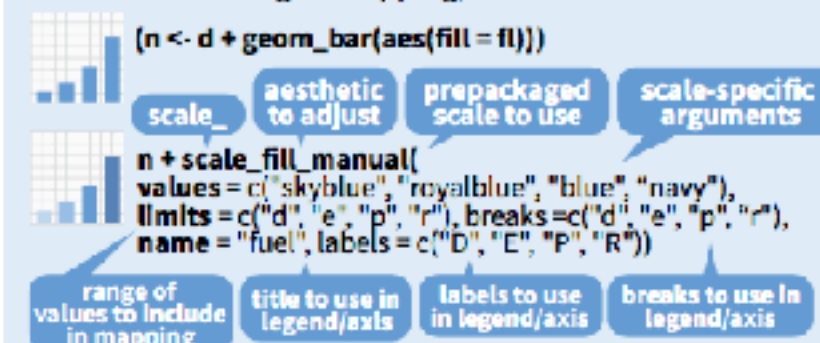 (n <- d + geom_bar(aes(fill = fl)))
scale_
aesthetic
to adjust
prepackaged
scale to use
scale-specific
arguments
n + scale_fill_manual(
values = c("skyblue", "royalblue", "blue", "navy"),
limits = c("d", "e", "p", "r"), breaks =c("d", "e", "p", "r"),
name = "fuel", labels = c("D", "E", "P", "R"))
range of
values to include
in mapping
title to use in
legend/axis
labels to use
in legend/axis
breaks to use in
legend/axis